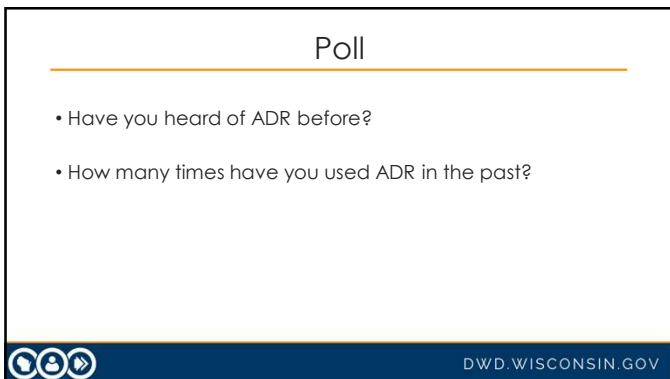 Poll
• Have you heard of ADR before?
• How many times have you used ADR in the past?
DWD.WISCONSIN.GOV